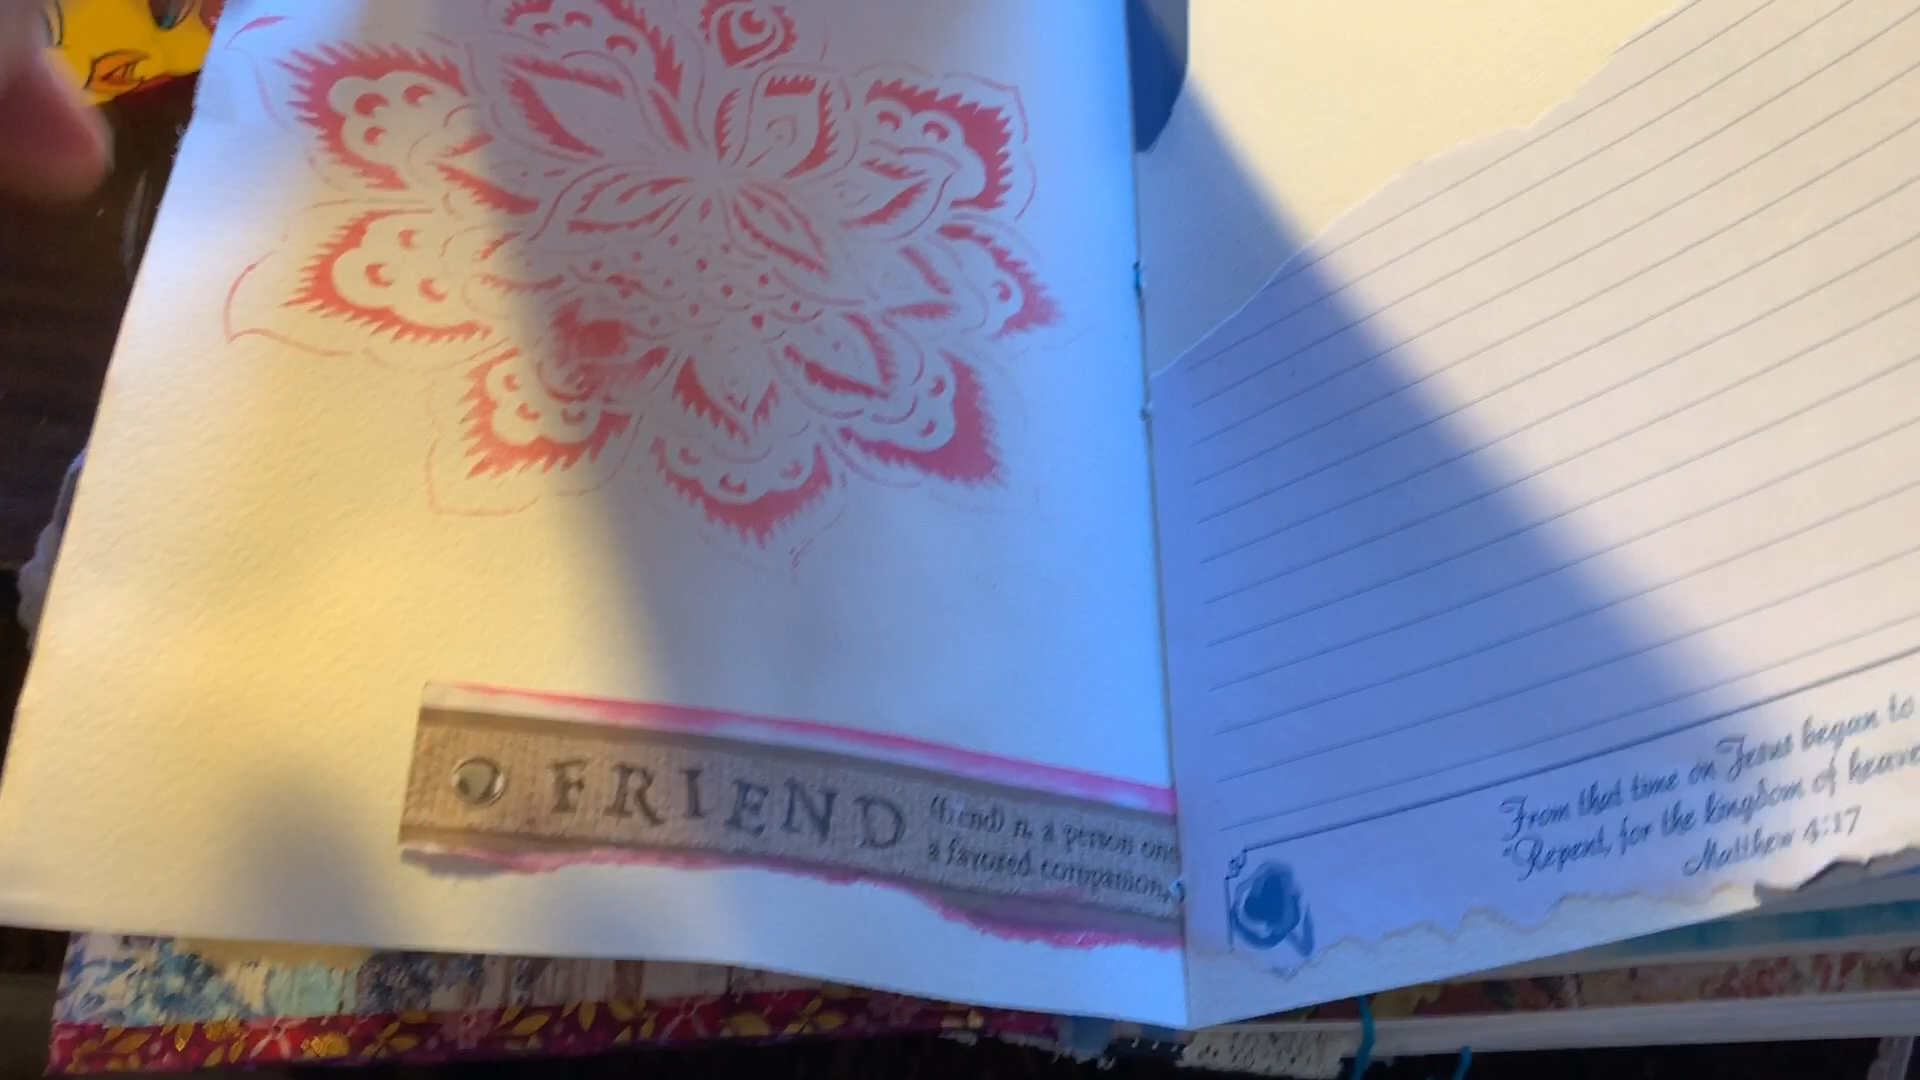 FRIEND
(frend) n. a person one
a favored companion,
From that time on Jesus began to
"Repent, for the kingdom of heave
Matthew 4:17